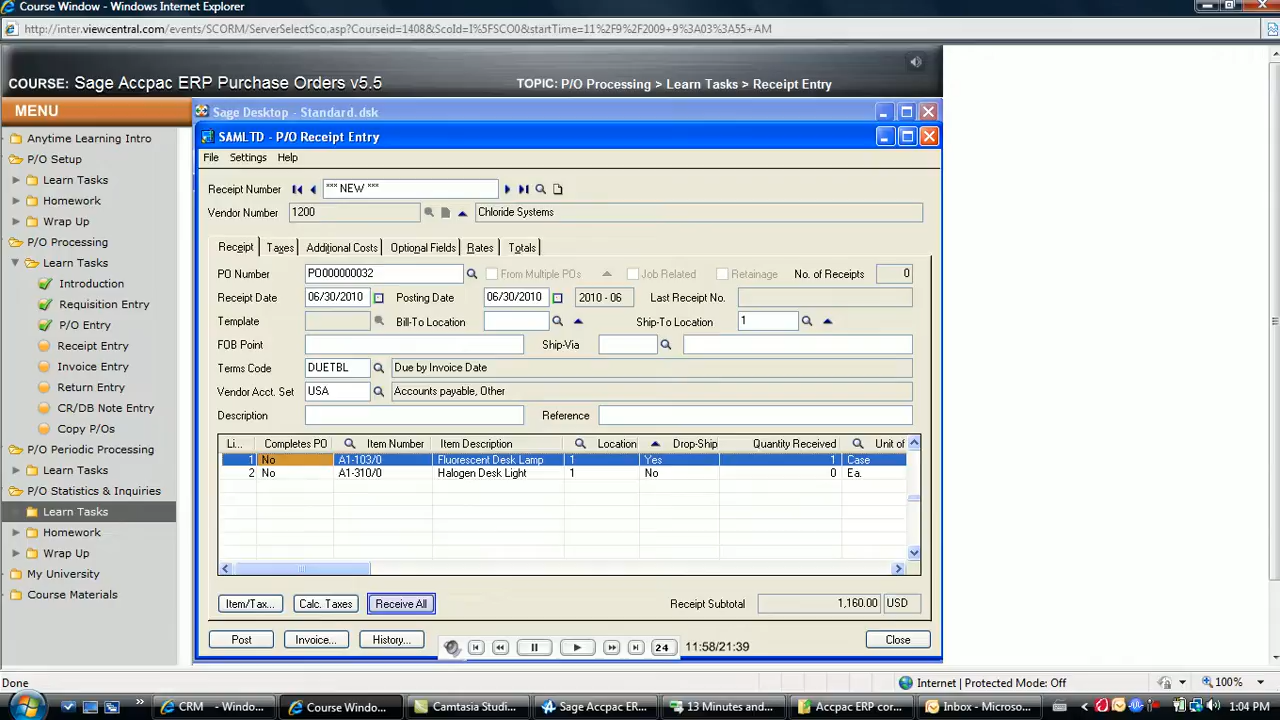 Course Window - Windows Internet Explorer
http://inter.viewcentral.com/events/SCORM/ServerSelectSco.asp?Courseid=1408&ScoId=I%5FSCO0&startTime=11%2F9%2F2009+9%3A03%3A55+AM
COURSE: Sage Accpac ERP Purchase Orders v5.5
TOPIC: P/O Processing > Learn Tasks > Receipt Entry
MENU
Anytime Learning Intro
P/O Setup
Learn Tasks
Homework
Wrap Up
P/O Processing
Learn Tasks
Introduction
Requisition Entry
P/O Entry
Receipt Entry
Invoice Entry
Return Entry
CR/DB Note Entry
Copy P/Os
P/O Periodic Processing
Learn Tasks
P/O Statistics & Inquiries
Learn Tasks
Homework
Wrap Up
My University
Course Materials
Sage Desktop - Standard.dsk
SAMLTD - P/O Receipt Entry
File Settings Help
Receipt Number *** NEW ***
Vendor Number 1200 Chloride Systems
Receipt Taxes Additional Costs Optional Fields Rates Totals
PO Number PO000000032 From Multiple POs Job Related Retainage No. of Receipts 0
Receipt Date 06/30/2010 Posting Date 06/30/2010 2010 - 06 Last Receipt No.
Template Bill-To Location Ship-To Location 1
FOB Point Ship-Via
Terms Code DUETBL Due by Invoice Date
Vendor Acct. Set USA Accounts payable, Other
Description Reference
Li... Completes PO Item Number Item Description Location Drop-Ship Quantity Received Unit of
1 No A1-103/0 Fluorescent Desk Lamp 1 Yes 1 Case
2 No A1-310/0 Halogen Desk Light 1 No 0 Ea.
Item/Tax... Calc. Taxes Receive All Receipt Subtotal 1,160.00 USD
Post Invoice... History... 24 11:58/21:39 Close
Done Internet | Protected Mode: Off 100%
CRM - Windo... Course Windo... Camtasia Studi... Sage Accpac ER... 13 Minutes and... Accpac ERP cor... Inbox - Microso... 1:04 PM